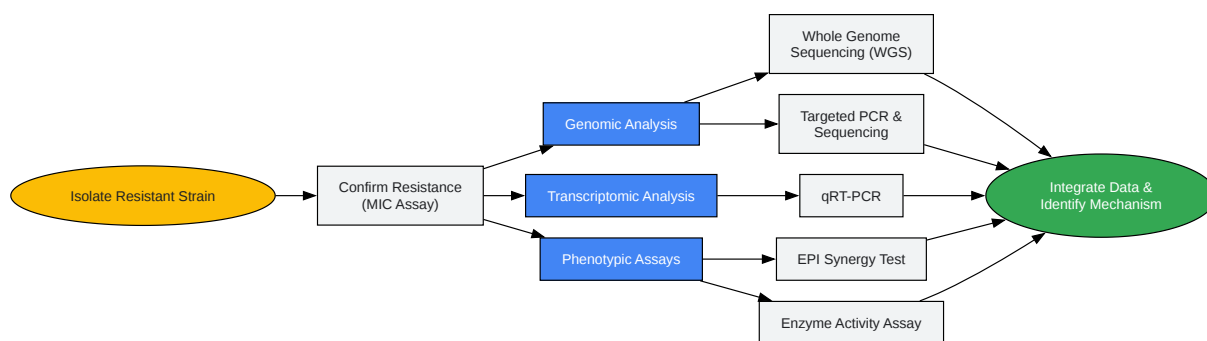 Isolate Resistant Strain
Confirm Resistance
(MIC Assay)
Genomic Analysis
Transcriptomic Analysis
Phenotypic Assays
Whole Genome
Sequencing (WGS)
Targeted PCR &
Sequencing
qRT-PCR
EPI Synergy Test
Enzyme Activity Assay
Integrate Data &
Identify Mechanism